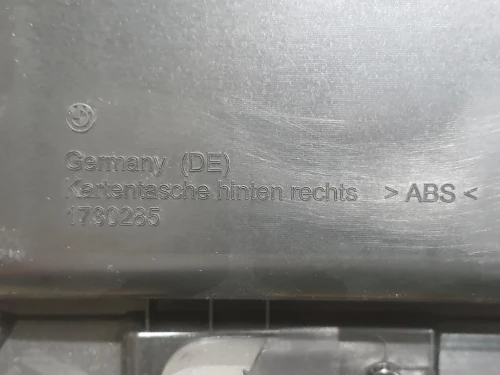 Germany (DE)
Kartentasche hinten rechts > ABS <
1730285